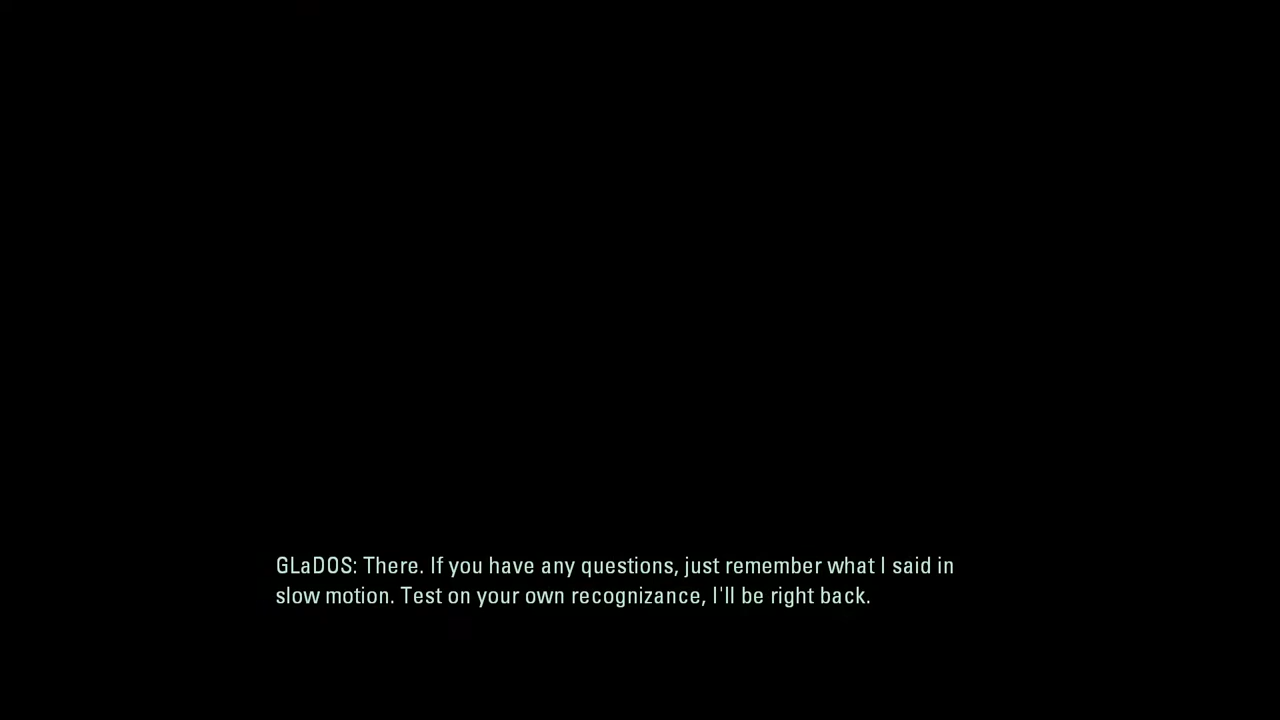 GLaDOS: There. If you have any questions, just remember what I said in
slow motion. Test on your own recognizance, I'll be right back.